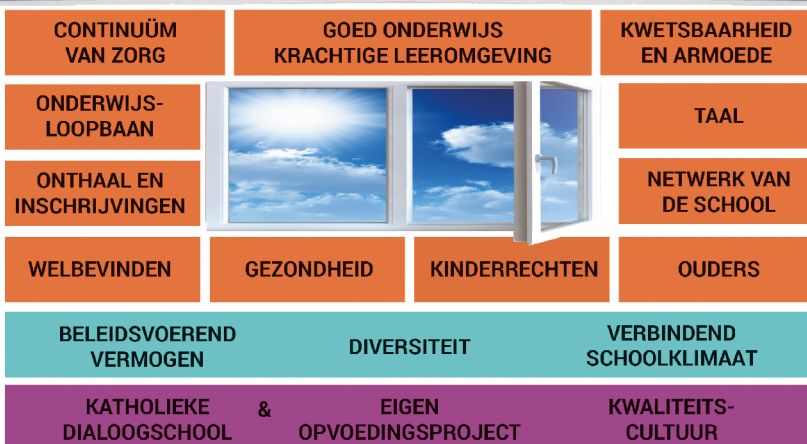 CONTINUÜM
VAN ZORG
GOED ONDERWIJS
KRACHTIGE LEEROMGEVING
KWETSBAARHEID
EN ARMOEDE
ONDERWIJS-
LOOPBAAN
TAAL
ONTHAAL EN
INSCHRIJVINGEN
NETWERK VAN
DE SCHOOL
WELBEVINDEN
GEZONDHEID
KINDERRECHTEN
OUDERS
BELEIDSVOEREND
VERMOGEN
DIVERSITEIT
VERBINDEND
SCHOOLKLIMAAT
KATHOLIEKE
DIALOOGSCHOOL
&
EIGEN
OPVOEDINGSPROJECT
KWALITEITS-
CULTUUR